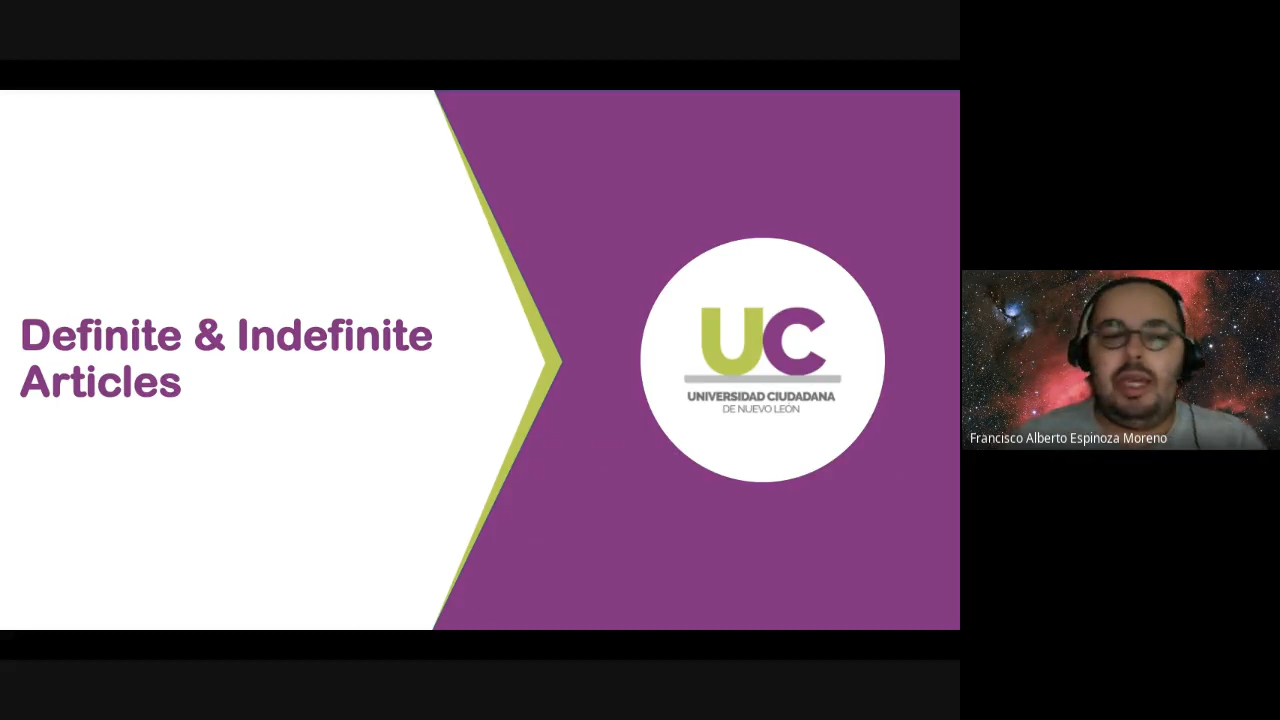 Definite & Indefinite
Articles
UC
UNIVERSIDAD CIUDADANA
DE NUEVO LEÓN
Francisco Alberto Espinoza Moreno